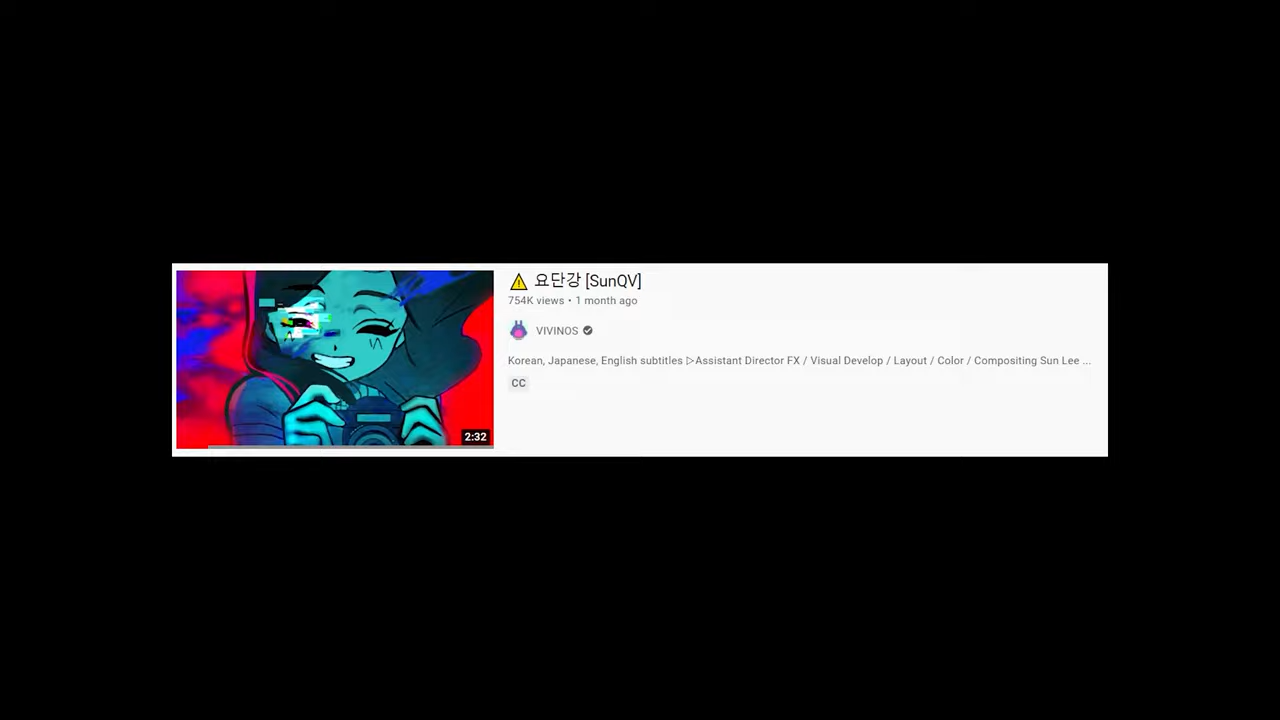 2:32
⚠️ 요단강 [SunQV]
754K views • 1 month ago
VIVINOS
Korean, Japanese, English subtitles ▷Assistant Director FX / Visual Develop / Layout / Color / Compositing Sun Lee ...
CC